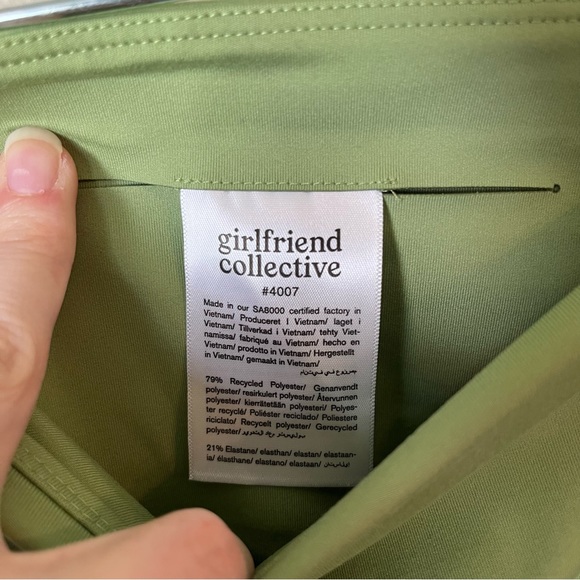 girlfriend
collective
#4007
Made in our SA8000 certified factory in
Vietnam/ Produceret I Vietnam/ laget i
Vietnam/ Tillverkad i Vietnam/ tehty Viet-
namissa/ fabriqué au Vietnam/ hecho en
Vietnam/ prodotto in Vietnam/ Hergestellt
in Vietnam/ gemaakt in Vietnam/
79% Recycled Polyester/ Genanvendt
polyester/ resirkulert polyester/ Återvunnen
polyester/ kierrätetään polyesteri/ Polyes-
ter recyclé/ Poliéster reciclado/ Poliestere
riciclato/ Recycelt polyester/ Gerecycled
polyester/
21% Elastane/ elasthan/ elastan/ elastaan-
ia/ élasthane/ elastano/ elastaan/